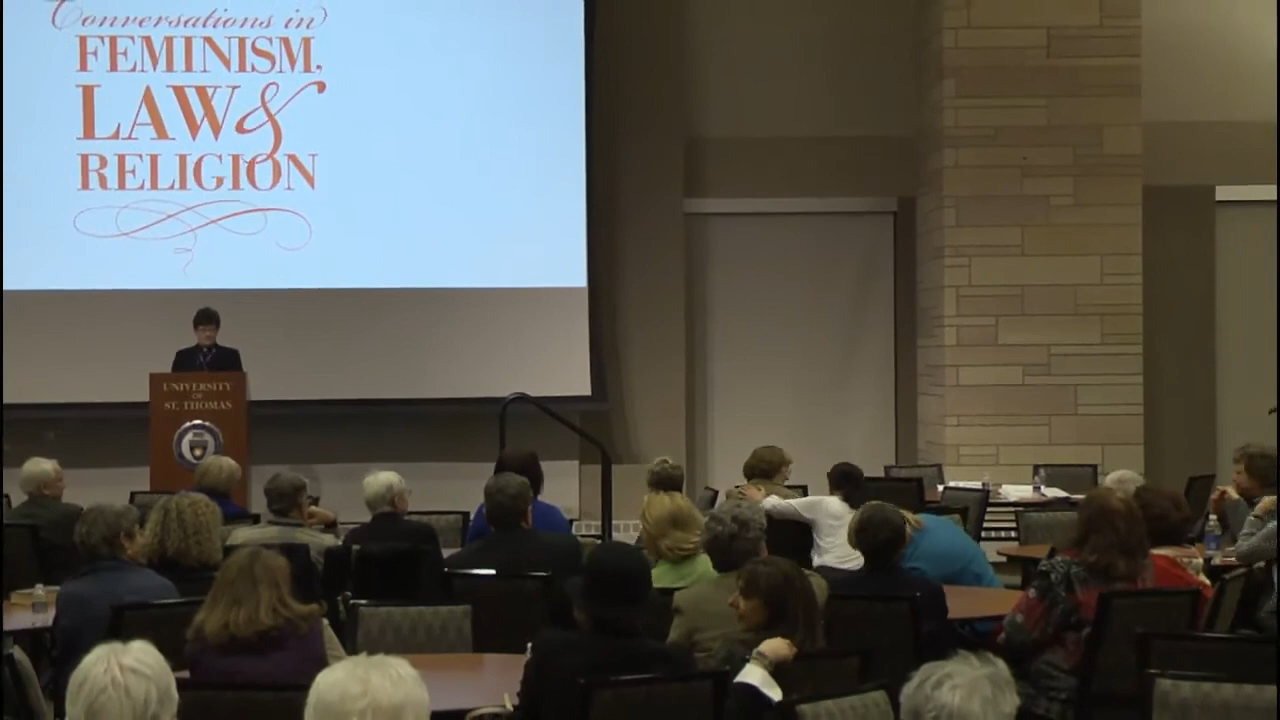 Conversations in
FEMINISM,
LAW &
RELIGION
UNIVERSITY
OF
ST. THOMAS